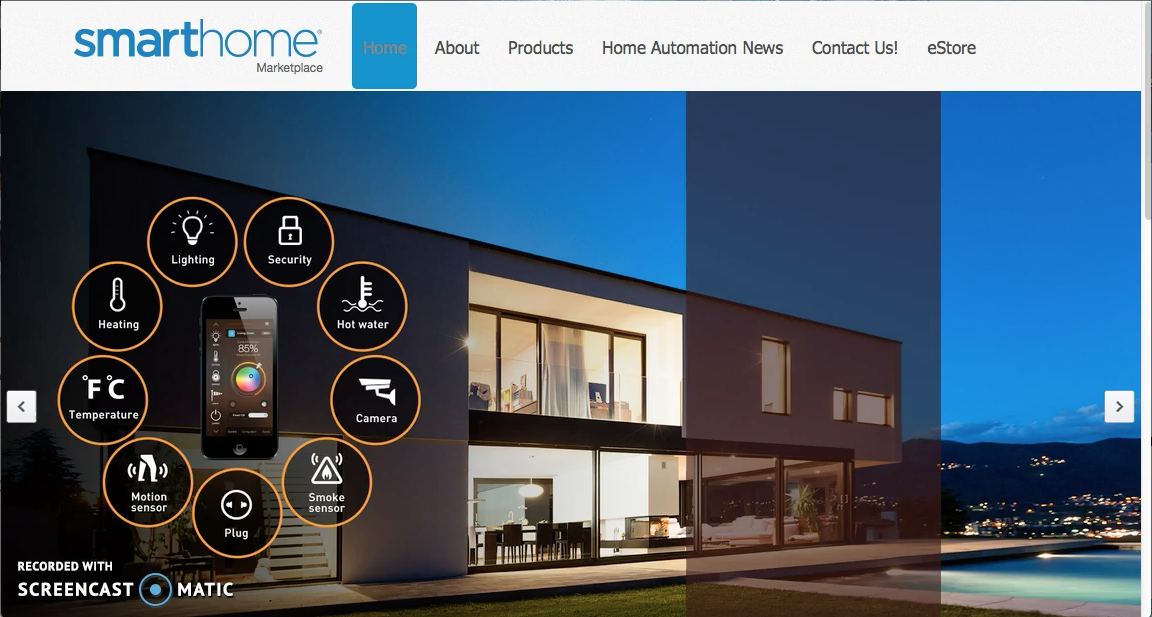 smarthome
Marketplace
Home
About
Products
Home Automation News
Contact Us!
eStore
Lighting
Security
Heating
Hot water
°F°C
Temperature
Camera
Motion
sensor
Smoke
sensor
Plug
85%
RECORDED WITH
SCREENCAST MATIC